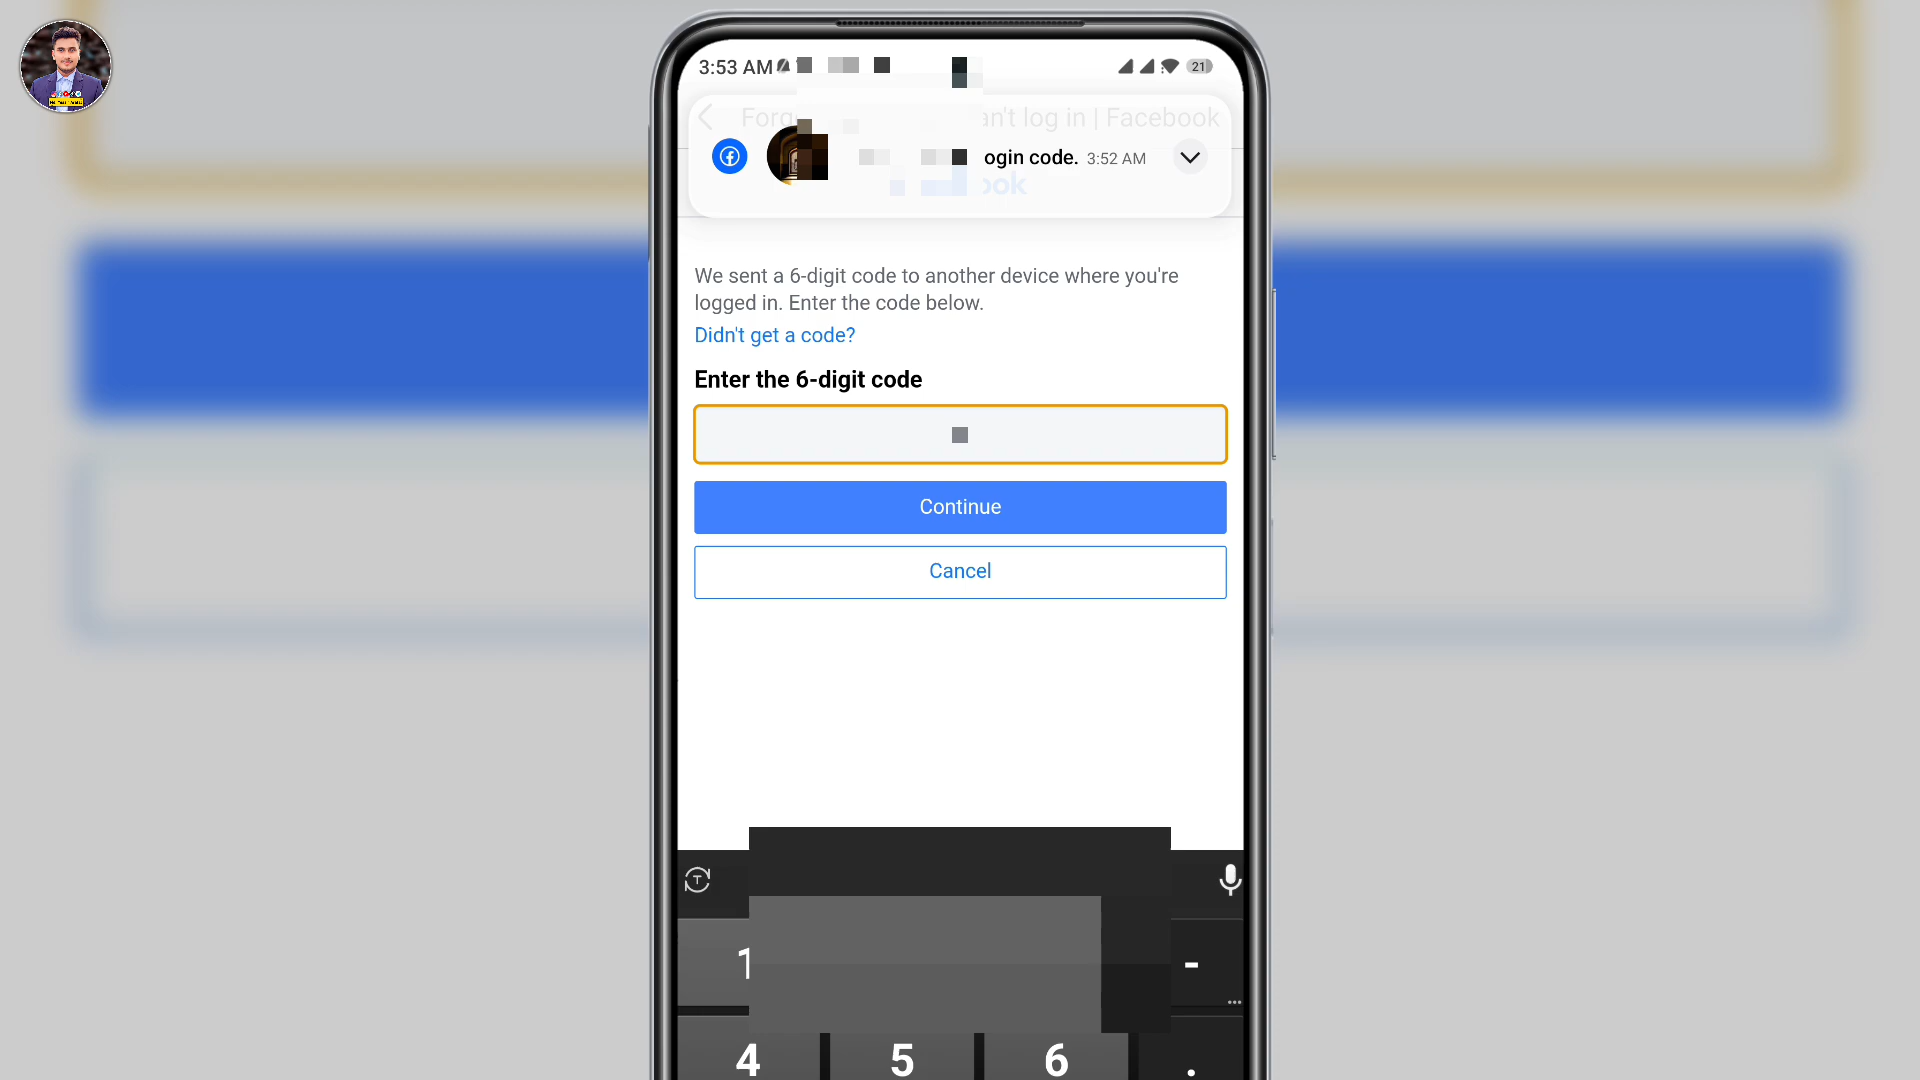 3:53 AM
21
Forg an't log in | Facebook
ogin code. 3:52 AM
ook
We sent a 6-digit code to another device where you're
logged in. Enter the code below.
Didn't get a code?
Enter the 6-digit code
Continue
Cancel
T
1 -
...
4 5 6 .